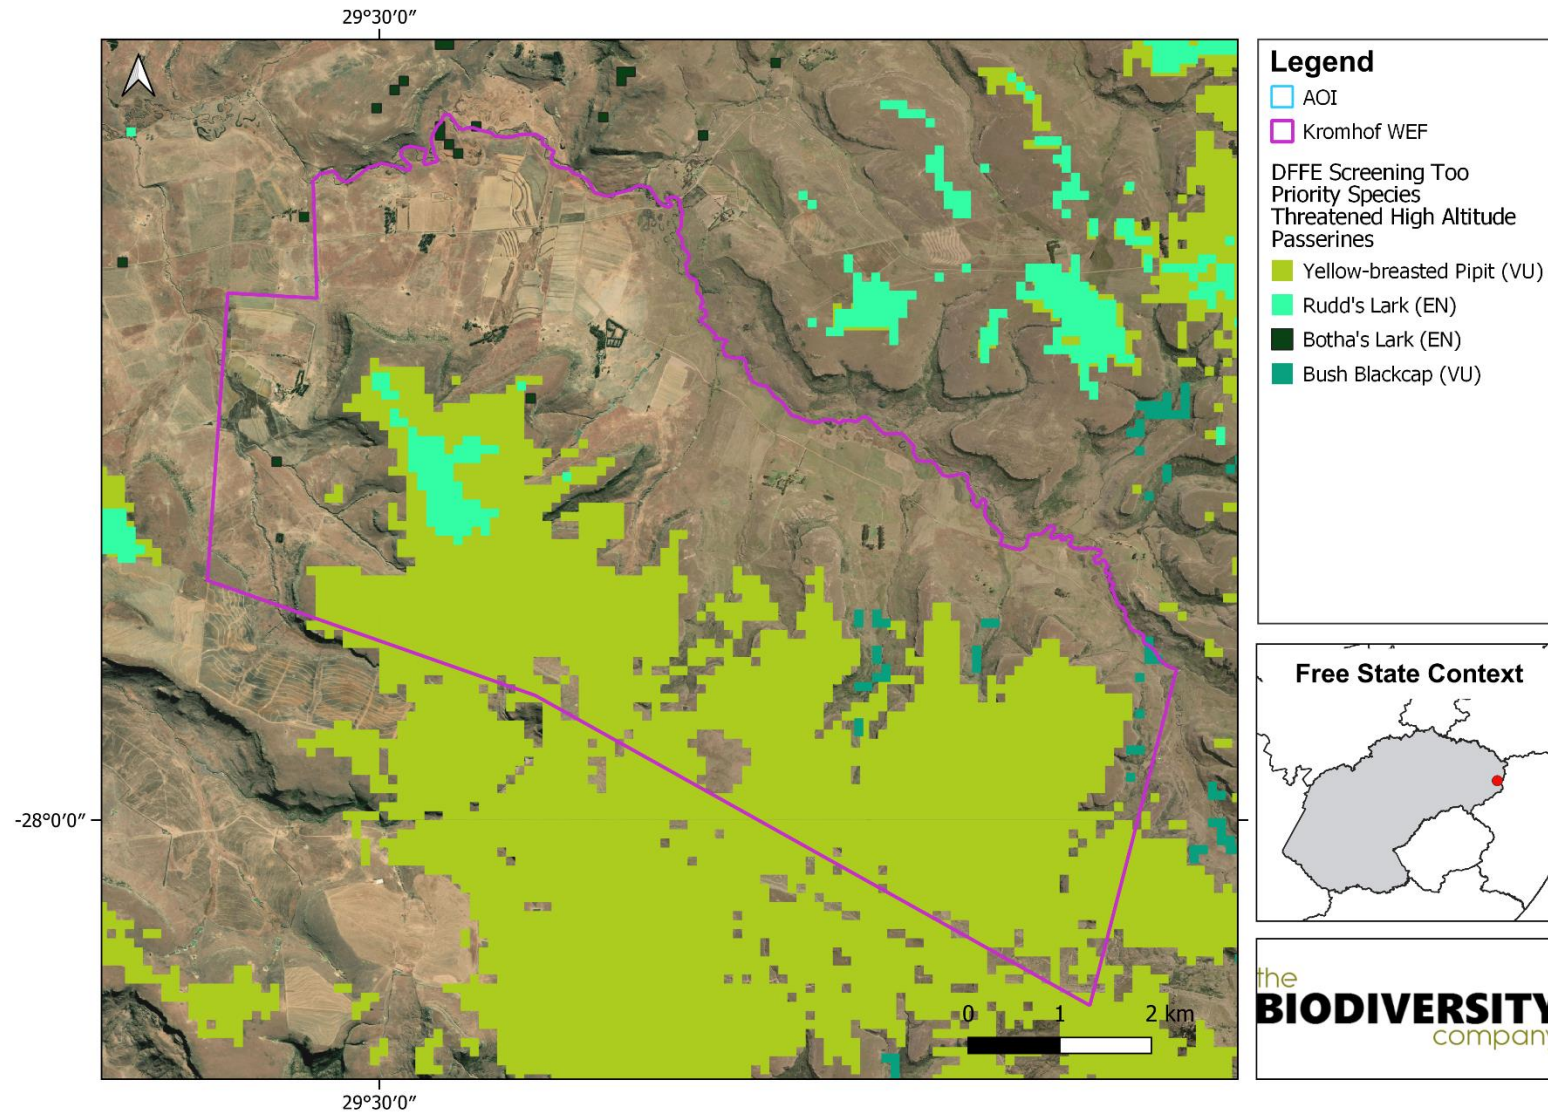 29°30′0″
Legend
AOI
Kromhof WEF
DFFE Screening Too
Priority Species
Threatened High Altitude
Passerines
Yellow-breasted Pipit (VU)
Rudd's Lark (EN)
Botha's Lark (EN)
Bush Blackcap (VU)
Free State Context
-28°0′0″
the
BIODIVERSITY
company
0 1 2 km
29°30′0″